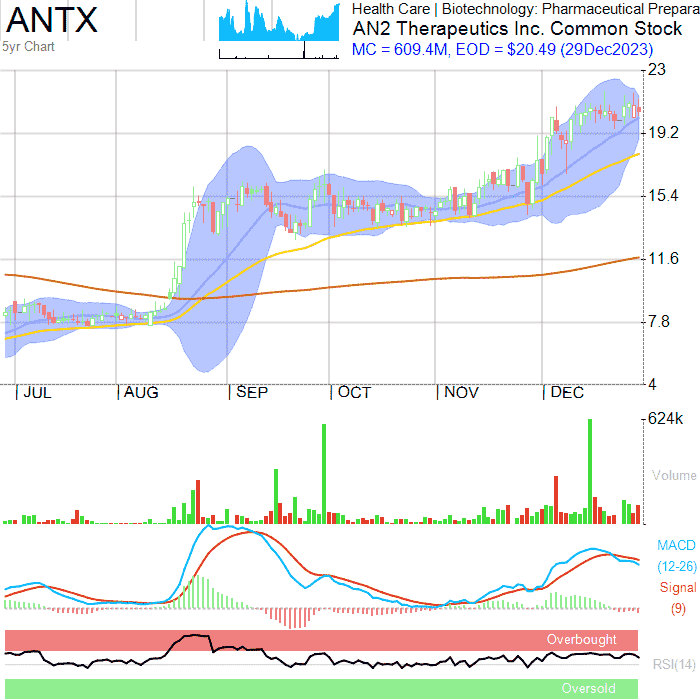 ANTX
5yr Chart
Health Care | Biotechnology: Pharmaceutical Prepara
AN2 Therapeutics Inc. Common Stock
MC = 609.4M, EOD = $20.49 (29Dec2023)
23
19.2
15.4
11.6
7.8
4
JUL AUG SEP OCT NOV DEC
624k
Volume
MACD
(12-26)
Signal
(9)
Overbought
RSI(14)
Oversold